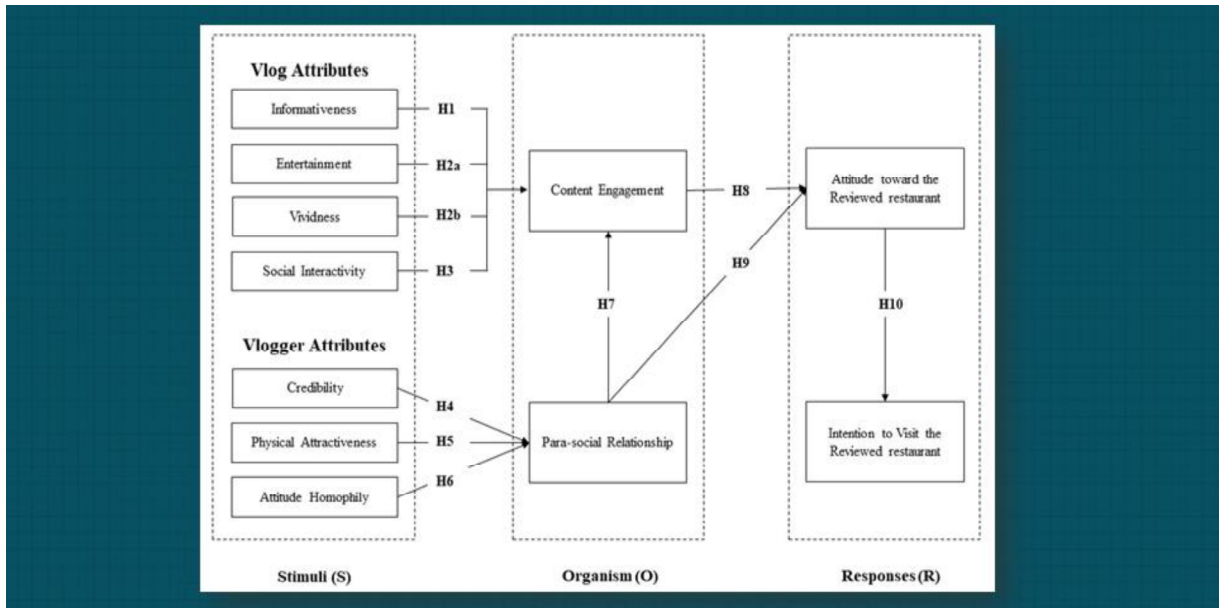 Vlog Attributes
Informativeness
H1
Entertainment
H2a
Vividness
H2b
Social Interactivity
H3
Vlogger Attributes
Credibility
H4
Physical Attractiveness
H5
Attitude Homophily
H6
Content Engagement
H7
Para-social Relationship
H8
H9
Attitude toward the
Reviewed restaurant
H10
Intention to Visit the
Reviewed restaurant
Stimuli (S)
Organism (O)
Responses (R)